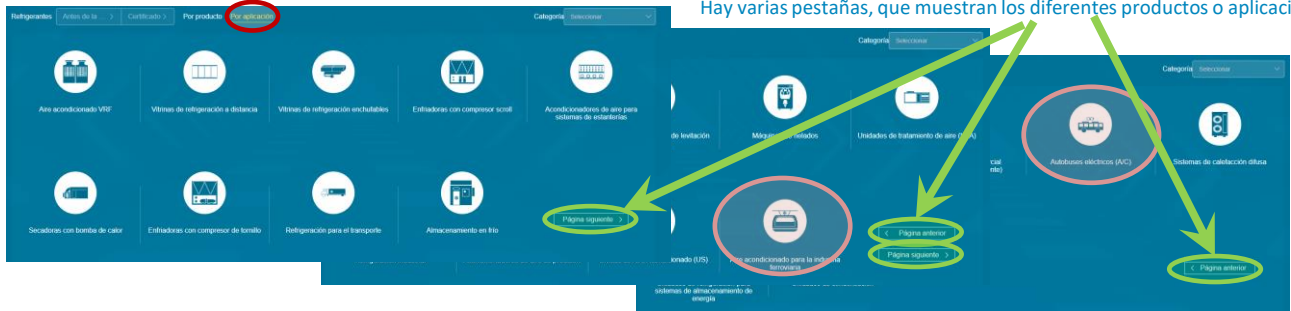 Hay varias pestañas, que muestran los diferentes productos o aplicaci
Refrigerantes
Antes de la ... >
Certificado >
Por producto
Por aplicación
Categoría
Seleccionar
Aire acondicionado VRF
Vitrinas de refrigeración a distancia
Vitrinas de refrigeración enchufables
Enfriadoras con compresor scroll
Acondicionadores de aire para
sistemas de estanterías
Secadoras con bomba de calor
Enfriadoras con compresor de tornillo
Refrigeración para el transporte
Almacenamiento en frío
Página siguiente >
Categoría
Seleccionar
de levitación
Unidades de tratamiento de aire
ionado (US)
Aire acondicionado para la industria
ferroviaria
< Página anterior
Página siguiente >
Categoría
Seleccionar
Autobuses eléctricos (A/C)
Sistemas de calefacción difusa
sistemas de almacenamiento de
energía
< Página anterior